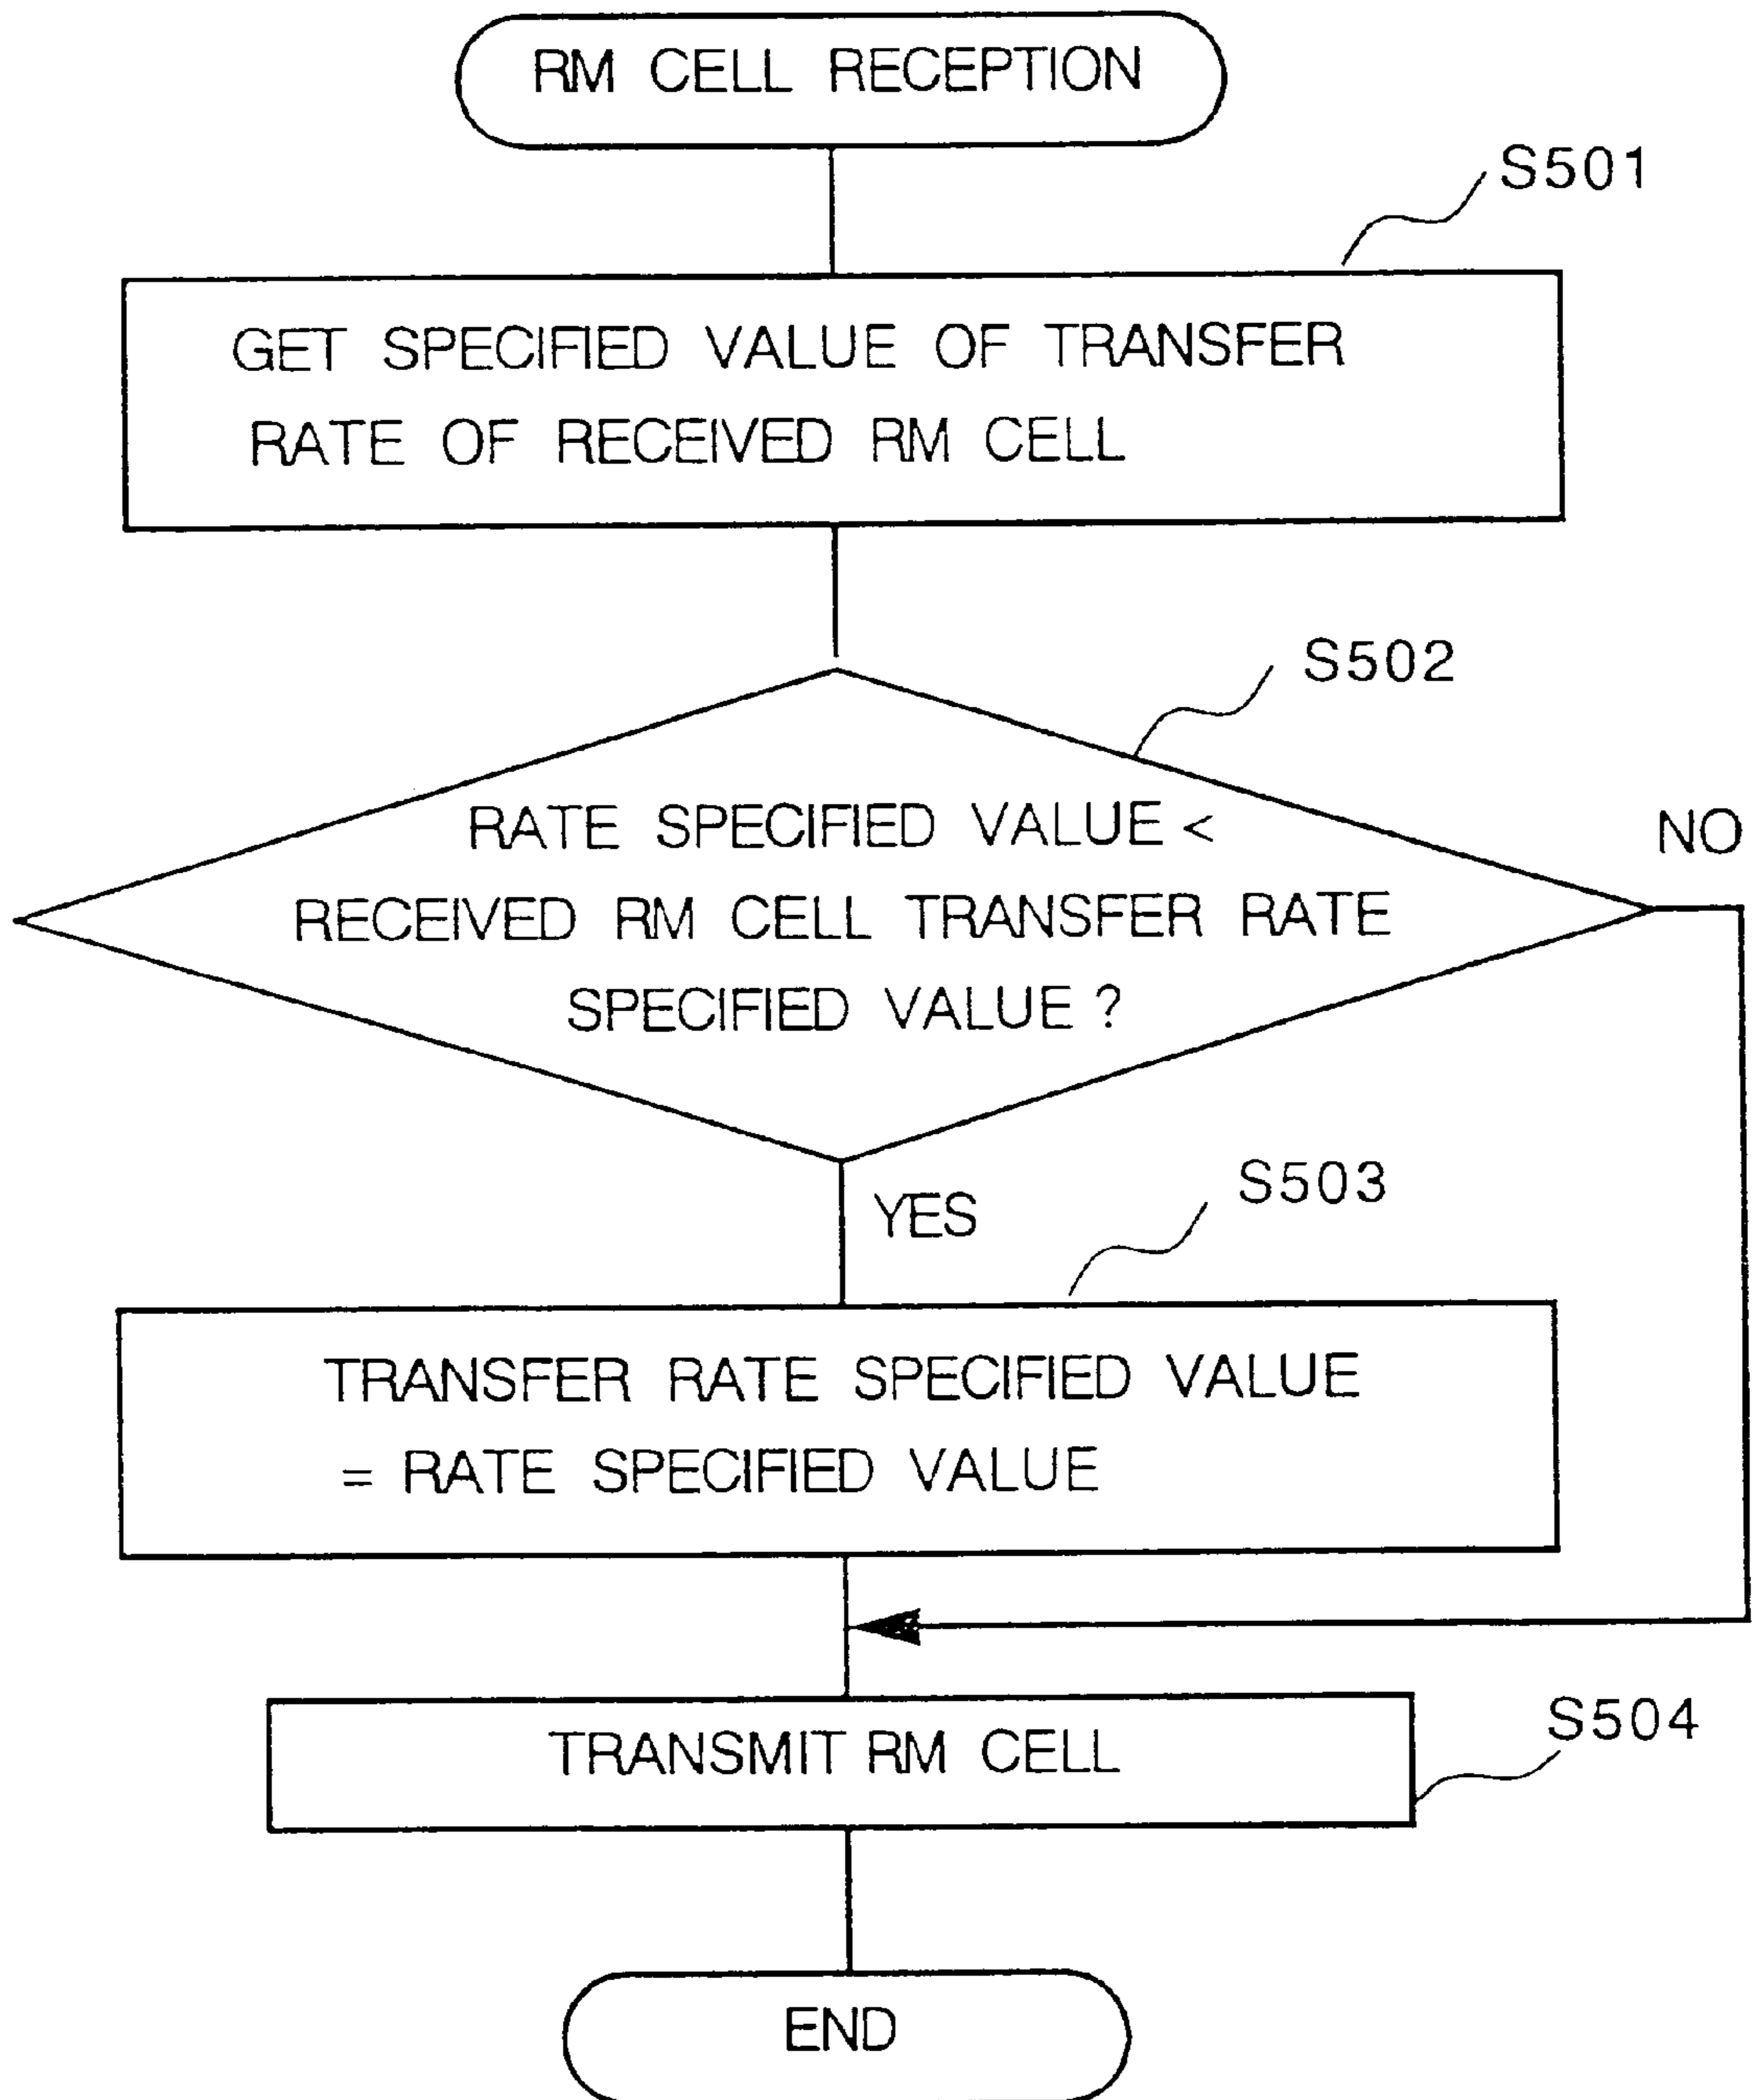 RM CELL RECEPTION
S501
GET SPECIFIED VALUE OF TRANSFER
RATE OF RECEIVED RM CELL
S502
RATE SPECIFIED VALUE <
RECEIVED RM CELL TRANSFER RATE
SPECIFIED VALUE ?
NO
YES
S503
TRANSFER RATE SPECIFIED VALUE
= RATE SPECIFIED VALUE
TRANSMIT RM CELL
S504
END